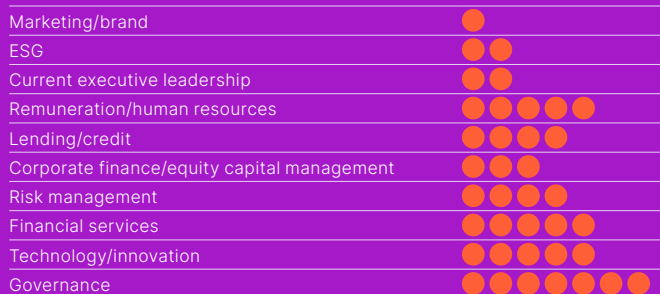 Marketing/brand
ESG
Current executive leadership
Remuneration/human resources
Lending/credit
Corporate finance/equity capital management
Risk management
Financial services
Technology/innovation
Governance